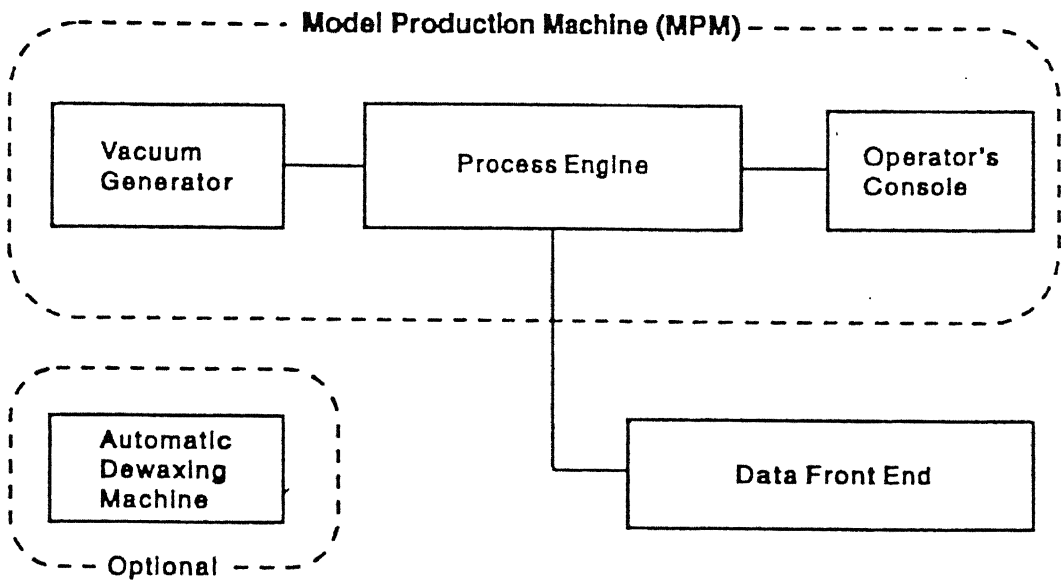 Model Production Machine (MPM)
Vacuum
Generator
Process Engine
Operator's
Console
Automatic
Dewaxing
Machine
Data Front End
Optional